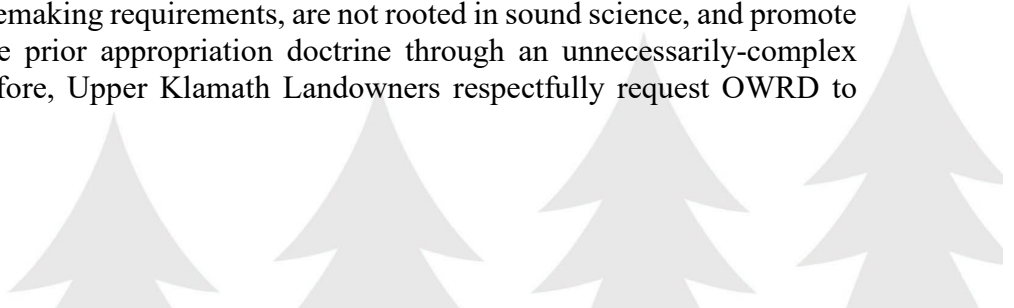 emaking requirements, are not rooted in sound science, and promote
e prior appropriation doctrine through an unnecessarily-complex
fore, Upper Klamath Landowners respectfully request OWRD to